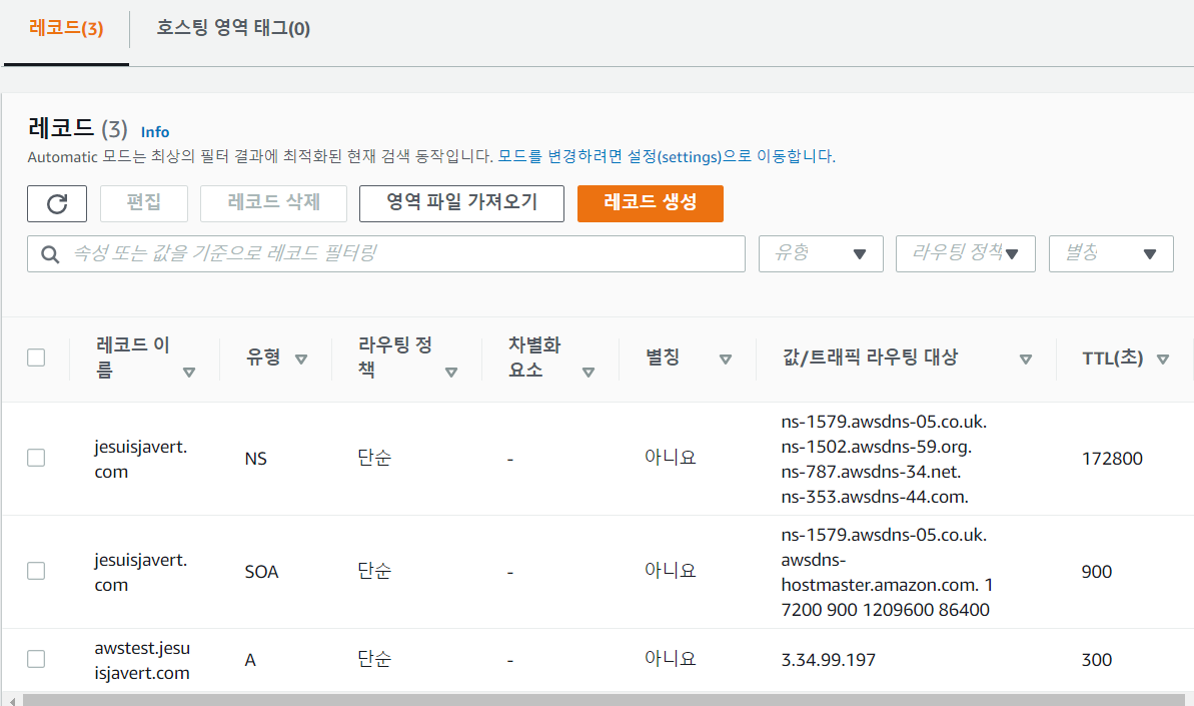 레코드(3) 호스팅 영역 태그(0)
레코드 (3) Info
Automatic 모드는 최상의 필터 결과에 최적화된 현재 검색 동작입니다. 모드를 변경하려면 설정(settings)으로 이동합니다.
편집 레코드 삭제 영역 파일 가져오기 레코드 생성
속성 또는 값을 기준으로 레코드 필터링 유형 라우팅 정책 별칭
레코드 이
름
유형
라우팅 정
책
차별화
요소
별칭
값/트래픽 라우팅 대상
TTL(초)
jesuisjavert.
com
NS
단순
-
아니요
ns-1579.awsdns-05.co.uk.
ns-1502.awsdns-59.org.
ns-787.awsdns-34.net.
ns-353.awsdns-44.com.
172800
jesuisjavert.
com
SOA
단순
-
아니요
ns-1579.awsdns-05.co.uk.
awsdns-
hostmaster.amazon.com. 1
7200 900 1209600 86400
900
awstest.jesu
isjavert.com
A
단순
-
아니요
3.34.99.197
300